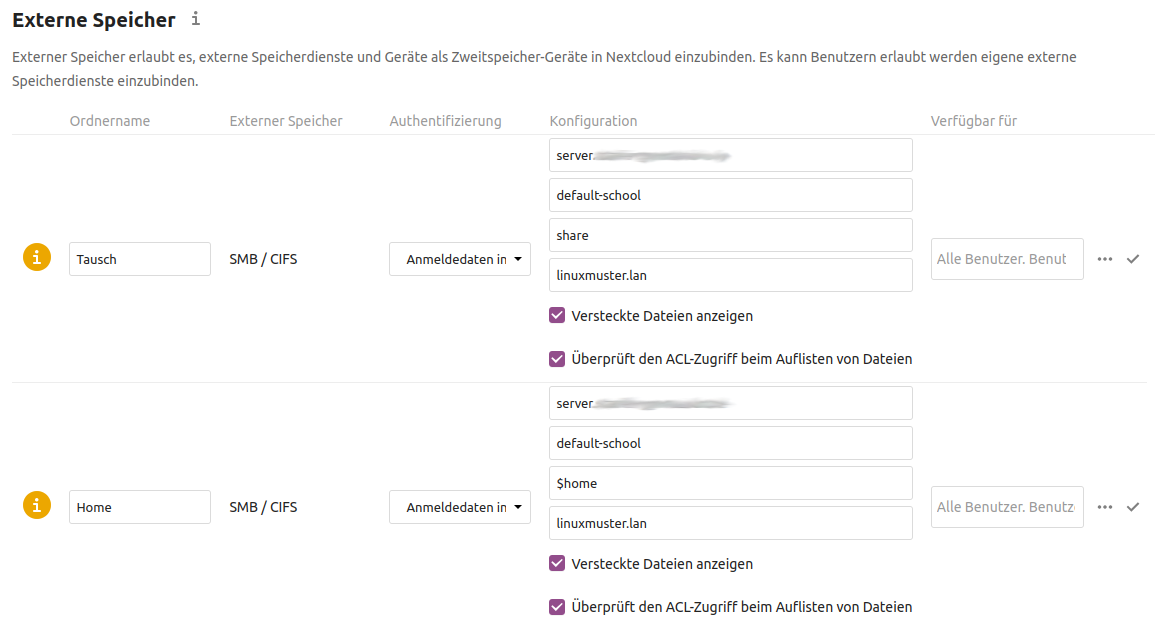 Externe Speicher
Externer Speicher erlaubt es, externe Speicherdienste und Geräte als Zweitspeicher-Geräte in Nextcloud einzubinden. Es kann Benutzern erlaubt werden eigene externe
Speicherdienste einzubinden.
Ordnername Externer Speicher Authentifizierung Konfiguration Verfügbar für
server
default-school
share
Tausch SMB / CIFS Anmeldedaten in Alle Benutzer. Benut
linuxmuster.lan
Versteckte Dateien anzeigen
Überprüft den ACL-Zugriff beim Auflisten von Dateien
server
default-school
$home
Home SMB / CIFS Anmeldedaten in Alle Benutzer. Benutz
linuxmuster.lan
Versteckte Dateien anzeigen
Überprüft den ACL-Zugriff beim Auflisten von Dateien